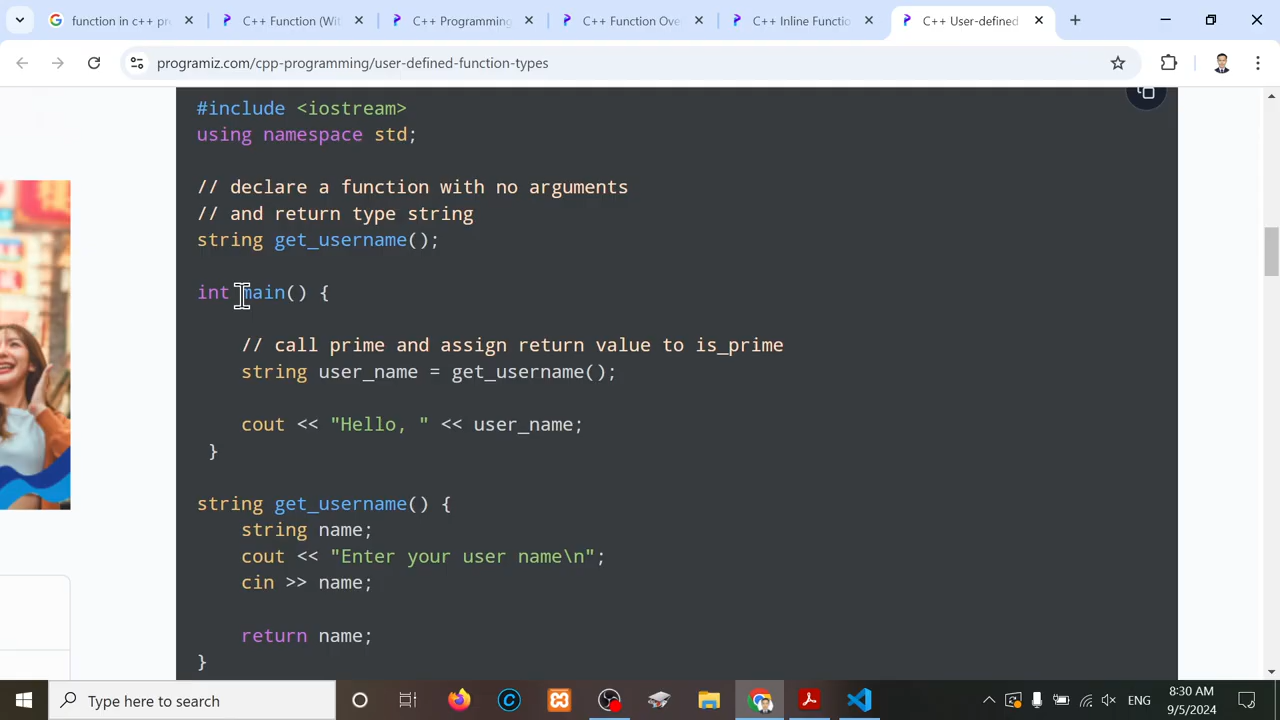 function in c++ pr
C++ Function (Wit
C++ Programming
C++ Function Ove
C++ Inline Functio
C++ User-defined
programiz.com/cpp-programming/user-defined-function-types
#include <iostream>
using namespace std;
// declare a function with no arguments
// and return type string
string get_username();
int main() {
// call prime and assign return value to is_prime
string user_name = get_username();
cout << "Hello, " << user_name;
}
string get_username() {
string name;
cout << "Enter your user name\n";
cin >> name;
return name;
}
Type here to search
ENG
8:30 AM
9/5/2024